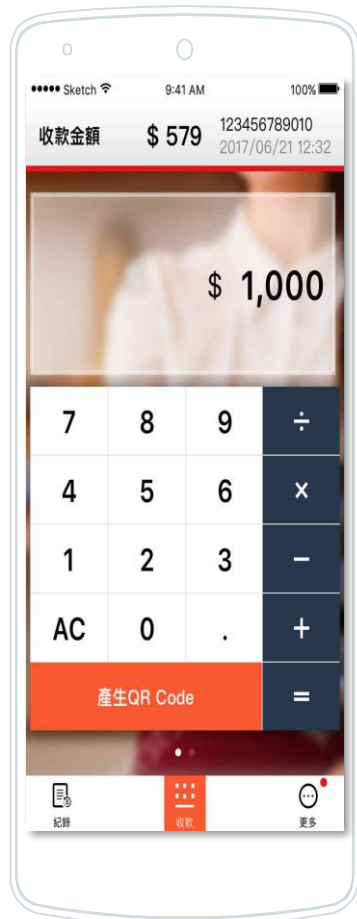 Sketch 9:41 AM 100%
收款金額 $ 579 123456789010
2017/06/21 12:32
$ 1,000
7 8 9 ÷
4 5 6 ×
1 2 3 −
AC 0 . +
產生QR Code =
紀錄 收款 更多